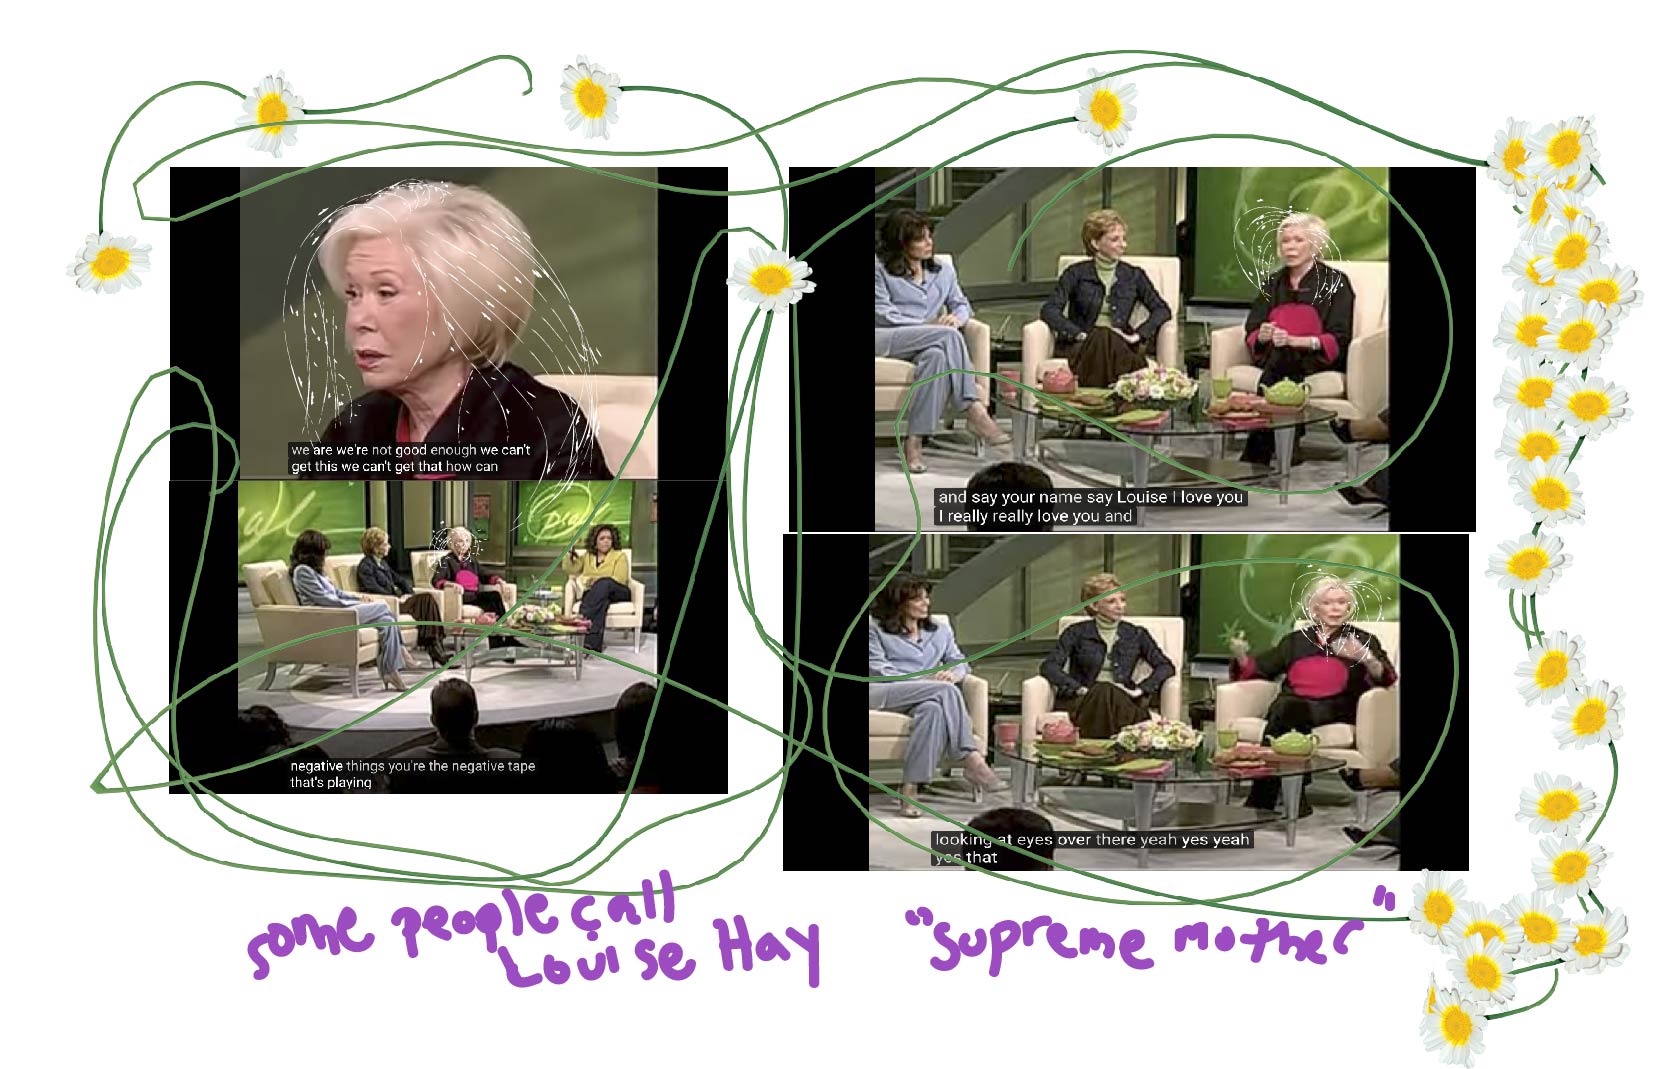 we are we're not good enough we can't
get this we can't get that how can
negative things you're the negative tape
that's playing
and say your name say Louise I love you
I really really love you and
looking at eyes over there yeah yes yeah
yes that
some people call
Louise Hay
"supreme mother"